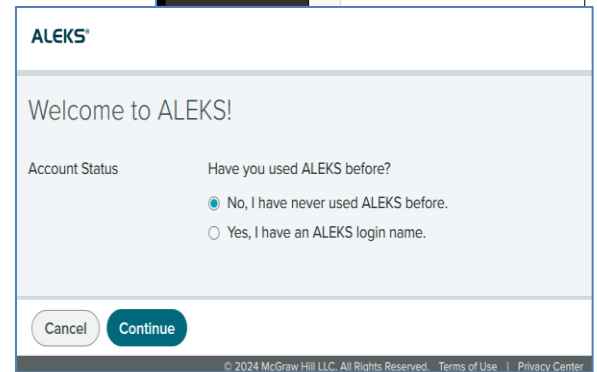 ALEKS®
Welcome to ALEKS!
Account Status
Have you used ALEKS before?
No, I have never used ALEKS before.
Yes, I have an ALEKS login name.
Cancel Continue
© 2024 McGraw Hill LLC. All Rights Reserved. Terms of Use | Privacy Center